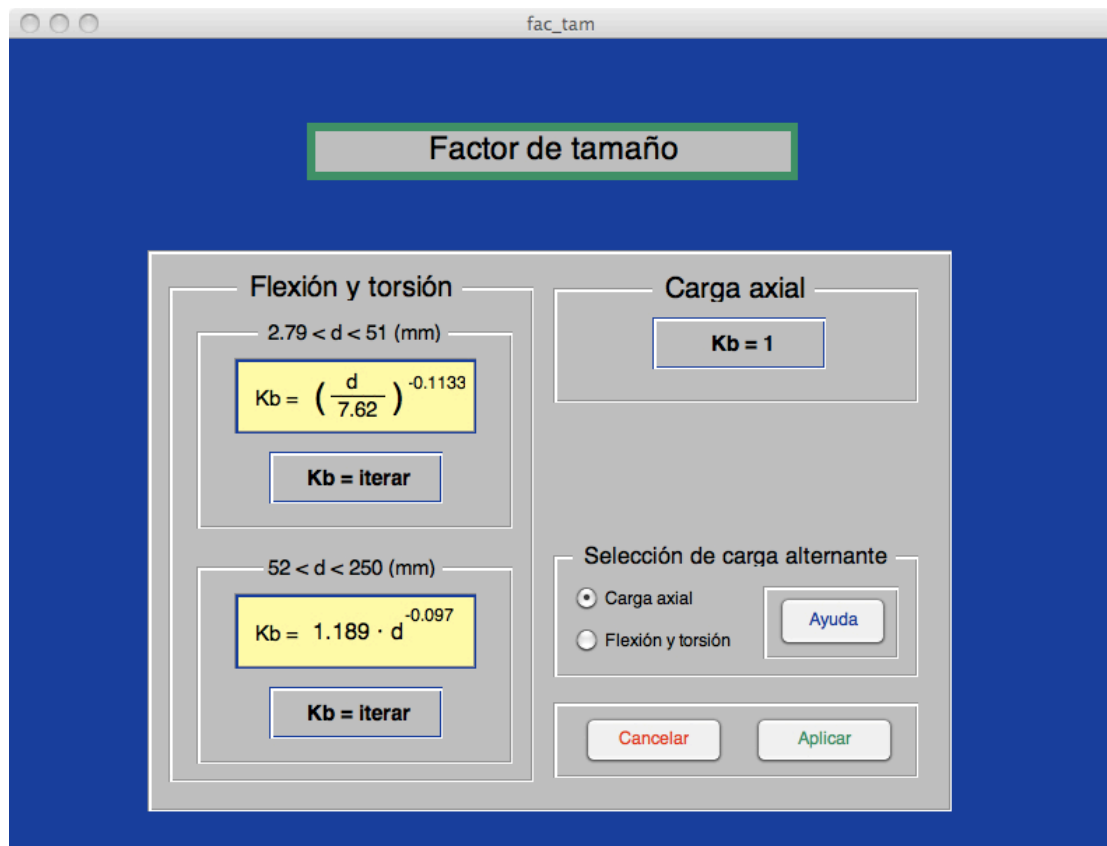 fac_tam
Factor de tamaño
Flexión y torsión
2.79 < d < 51 (mm)
Kb = ( d / 7.62 ) -0.1133
Kb = iterar
52 < d < 250 (mm)
Kb = 1.189 · d -0.097
Kb = iterar
Carga axial
Kb = 1
Selección de carga alternante
Carga axial
Flexión y torsión
Ayuda
Cancelar
Aplicar